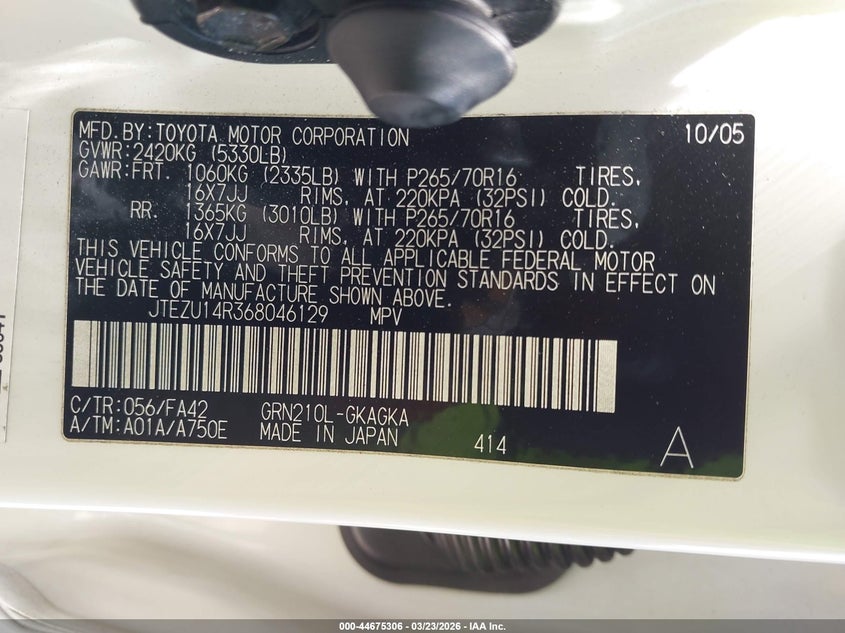 MFD.BY:TOYOTA MOTOR CORPORATION 10/05
GVWR:2420KG (5330LB)
GAWR:FRT. 1060KG (2335LB) WITH P265/70R16 TIRES,
16X7JJ RIMS, AT 220KPA (32PSI) COLD.
RR. 1365KG (3010LB) WITH P265/70R16 TIRES,
16X7JJ RIMS, AT 220KPA (32PSI) COLD.
THIS VEHICLE CONFORMS TO ALL APPLICABLE FEDERAL MOTOR
VEHICLE SAFETY AND THEFT PREVENTION STANDARDS IN EFFECT ON
THE DATE OF MANUFACTURE SHOWN ABOVE.
JTEZU14R368046129 MPV
C/TR:056/FA42 GRN210L-GKAGKA
A/TM:A01A/A750E MADE IN JAPAN 414 A
000-44675306 - 03/23/2026 - IAA Inc.